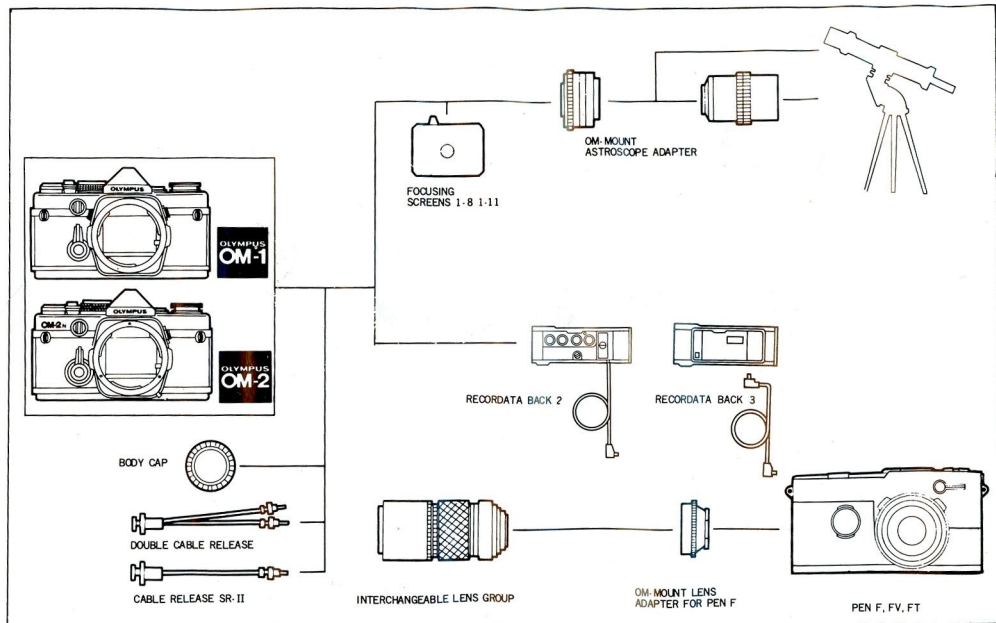 OM-MOUNT
ASTROSCOPE ADAPTER
FOCUSING
SCREENS 1-8 1-11
OLYMPUS
OLYMPUS
OM-1
OLYMPUS
OM-2N
OLYMPUS
OM-2
RECORDATA BACK 2
RECORDATA BACK 3
BODY CAP
DOUBLE CABLE RELEASE
CABLE RELEASE SR-II
INTERCHANGEABLE LENS GROUP
OM-MOUNT LENS
ADAPTER FOR PEN F
PEN F, FV, FT